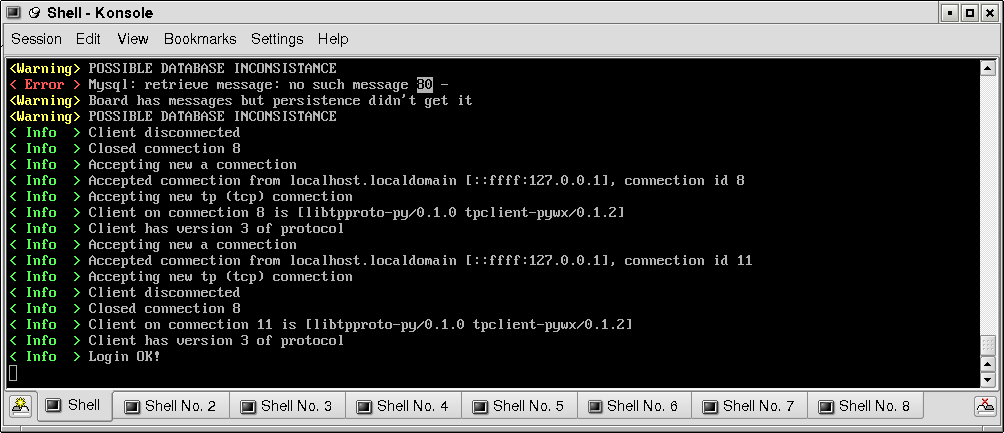 Shell - Konsole
Session Edit View Bookmarks Settings Help
<Warning> POSSIBLE DATABASE INCONSISTANCE
< Error > Mysql: retrieve message: no such message 80 -
<Warning> Board has messages but persistence didn't get it
<Warning> POSSIBLE DATABASE INCONSISTANCE
< Info > Client disconnected
< Info > Closed connection 8
< Info > Accepting new a connection
< Info > Accepted connection from localhost.localdomain [::ffff:127.0.0.1], connection id 8
< Info > Accepting new tp (tcp) connection
< Info > Client on connection 8 is [libtpproto-py/0.1.0 tpclient-pywx/0.1.2]
< Info > Client has version 3 of protocol
< Info > Accepting new a connection
< Info > Accepted connection from localhost.localdomain [::ffff:127.0.0.1], connection id 11
< Info > Accepting new tp (tcp) connection
< Info > Client disconnected
< Info > Closed connection 8
< Info > Client on connection 11 is [libtpproto-py/0.1.0 tpclient-pywx/0.1.2]
< Info > Client has version 3 of protocol
< Info > Login OK!
Shell Shell No. 2 Shell No. 3 Shell No. 4 Shell No. 5 Shell No. 6 Shell No. 7 Shell No. 8